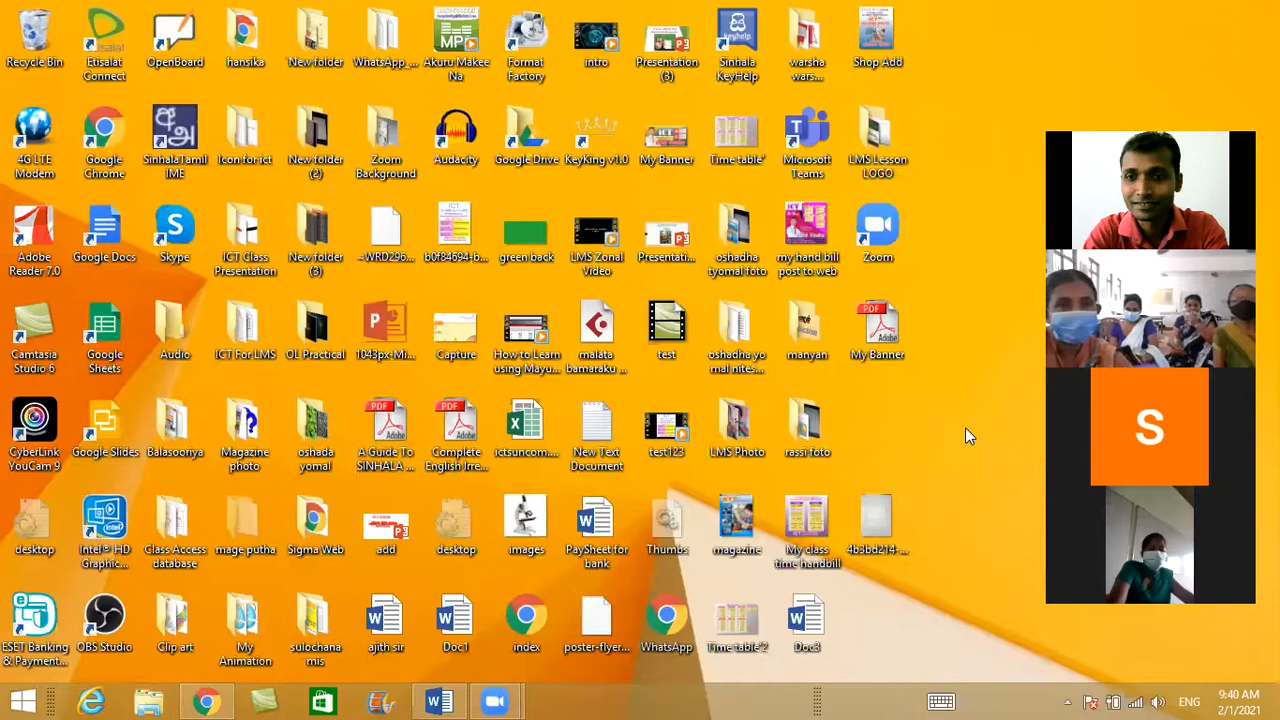 Recycle Bin
Etisalat
Connect
OpenBoard
hansika
New folder
WhatsApp_...
Akuru Makee
Na
Format
Factory
intro
Presentation
(3)
Sinhala
KeyHelp
warsha
wars...
Shop Add
4G LTE
Modem
Google
Chrome
SinhalaTamil
IME
Icon for ict
New folder
(2)
Zoom
Background
Audacity
Google Drive
KeyKing v1.0
My Banner
Time table'
Microsoft
Teams
LMS Lesson
LOGO
Adobe
Reader 7.0
Google Docs
Skype
ICT Class
Presentation
New folder
(3)
~WRD296...
b0f84694-b...
green back
LMS Zonal
Video
Presentati...
oshadha
tyomal foto
my hand bill
post to web
Zoom
Camtasia
Studio 6
Google
Sheets
Audio
ICT For LMS
OL Practical
1043px-Mi...
Capture
How to Learn
using Mayu...
malata
bamaraku ...
test
oshadha yo
mal nites...
manyan
PDF
Adobe
My Banner
CyberLink
YouCam 9
Google Slides
Balasooriya
Magazine
photo
oshada
yomal
PDF
Adobe
A Guide To
SINHALA ...
PDF
Adobe
Complete
English Irre...
ictsuncom....
New Text
Document
test123
LMS Photo
rassi foto
S
desktop
Intel® HD
Graphic...
Class Access
database
mage putha
Sigma Web
add
desktop
images
PaySheet for
bank
Thumbs
magazine
My class
time handbill
4b3bd214-...
ESET Banking
& Payment...
OBS Studio
Clip art
My
Animation
sulochana
mis
ajith sir
Doc1
index
poster-flyer...
WhatsApp
Time table'2
Doc3
ENG
9:40 AM
2/1/2021